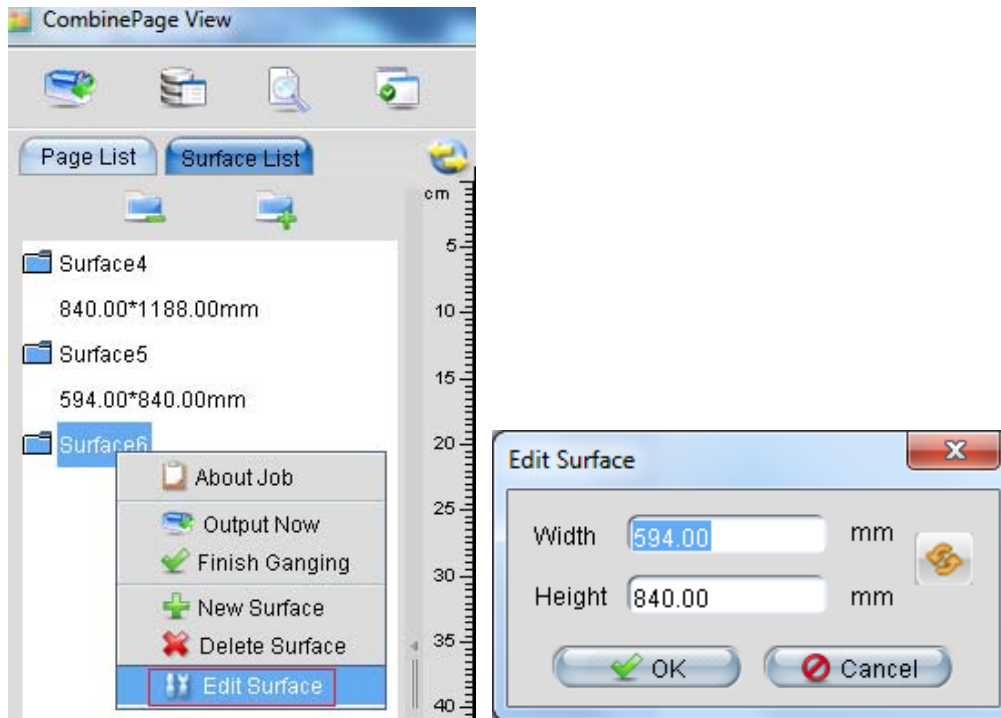 CombinePage View
Page List Surface List
cm
5
Surface4
840.00*1188.00mm
10
Surface5
15
594.00*840.00mm
Surface6
20
About Job
25
Output Now
Finish Ganging
30
New Surface
Delete Surface
35
Edit Surface
40
Edit Surface
Width 594.00 mm
Height 840.00 mm
OK Cancel